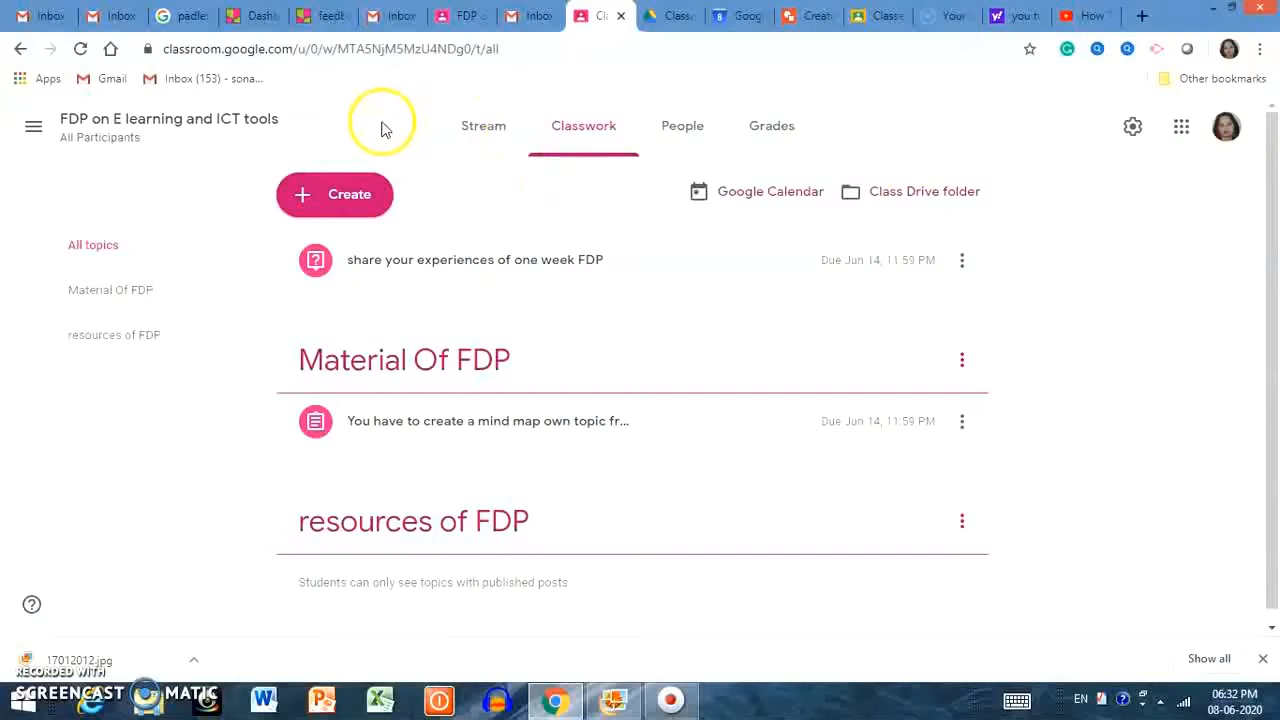 Inbox
padle
Dashb
feedb
Inbox
FDP o
Inbox
Cl
Classe
Goog
Creat
Classe
Your
you t
How T
classroom.google.com/u/0/w/MTA5NjM5MzU4NDg0/t/all
Apps Gmail Inbox (153) - sona... Other bookmarks
FDP on E learning and ICT tools
All Participants
Stream Classwork People Grades
Create
Google Calendar Class Drive folder
All topics
Material Of FDP
resources of FDP
share your experiences of one week FDP Due Jun 14, 11:59 PM
Material Of FDP
You have to create a mind map own topic fr... Due Jun 14, 11:59 PM
resources of FDP
Students can only see topics with published posts
17012012.jpg
Show all
RECORDED WITH
SCREENCAST MATIC
EN
06:32 PM
08-06-2020